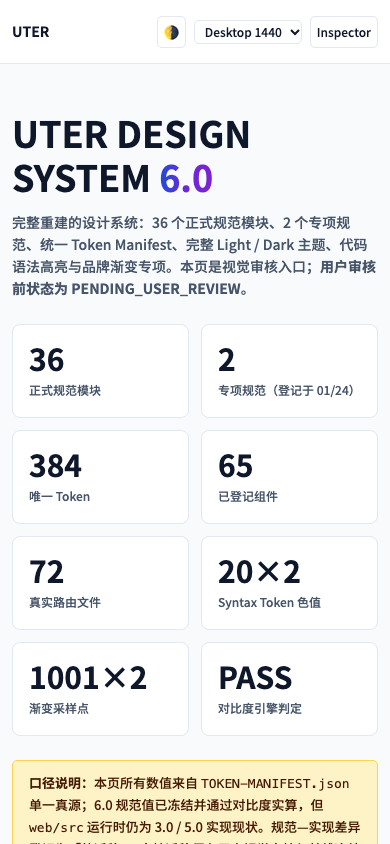 UTER
Desktop 1440
Inspector
UTER DESIGN
SYSTEM 6.0
完整重建的设计系统：36 个正式规范模块、2 个专项规
范、统一 Token Manifest、完整 Light / Dark 主题、代码
语法高亮与品牌渐变专项。本页是视觉审核入口；用户审核
前状态为 PENDING_USER_REVIEW。
36
正式规范模块
2
专项规范（登记于 01/24）
384
唯一 Token
65
已登记组件
72
真实路由文件
20×2
Syntax Token 色值
1001×2
渐变采样点
PASS
对比度引擎判定
口径说明：本页所有数值来自 TOKEN-MANIFEST.json
单一真源；6.0 规范值已冻结并通过对比度实算，但
web/src 运行时仍为 3.0 / 5.0 实现现状。规范—实现差异